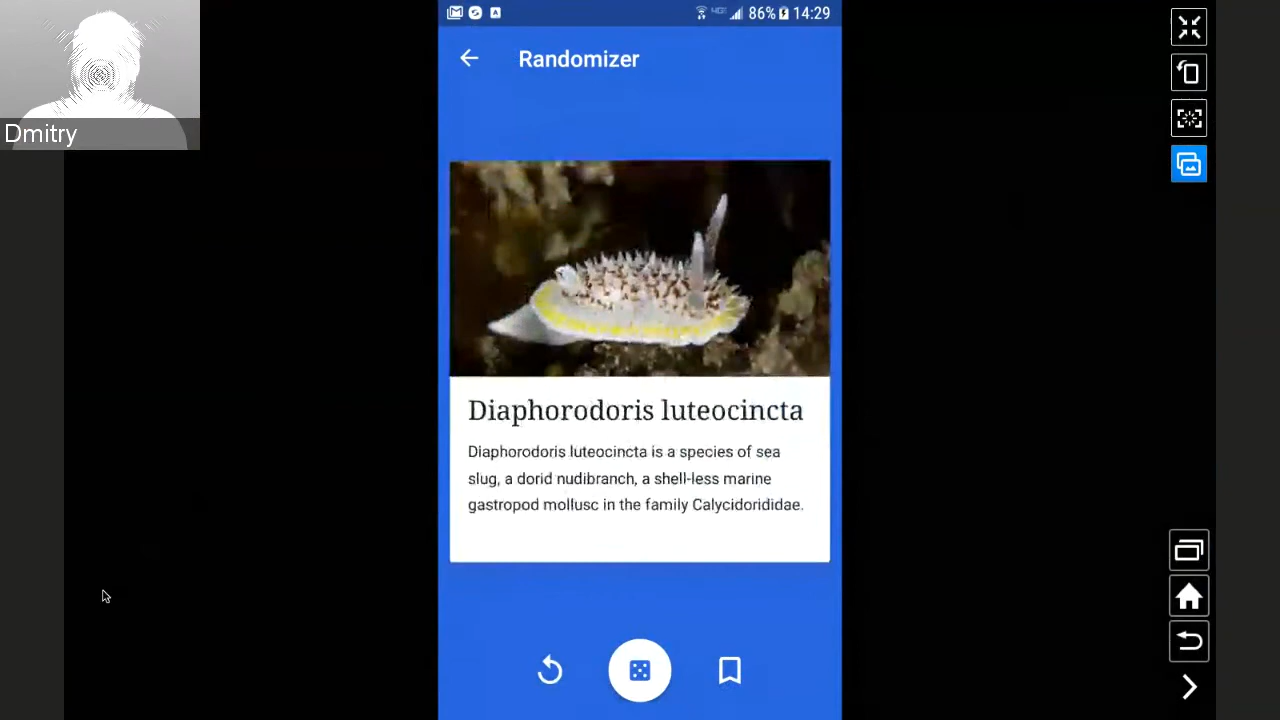 Dmitry
86% 14:29
Randomizer
Diaphorodoris luteocincta
Diaphorodoris luteocincta is a species of sea
slug, a dorid nudibranch, a shell-less marine
gastropod mollusc in the family Calycidorididae.